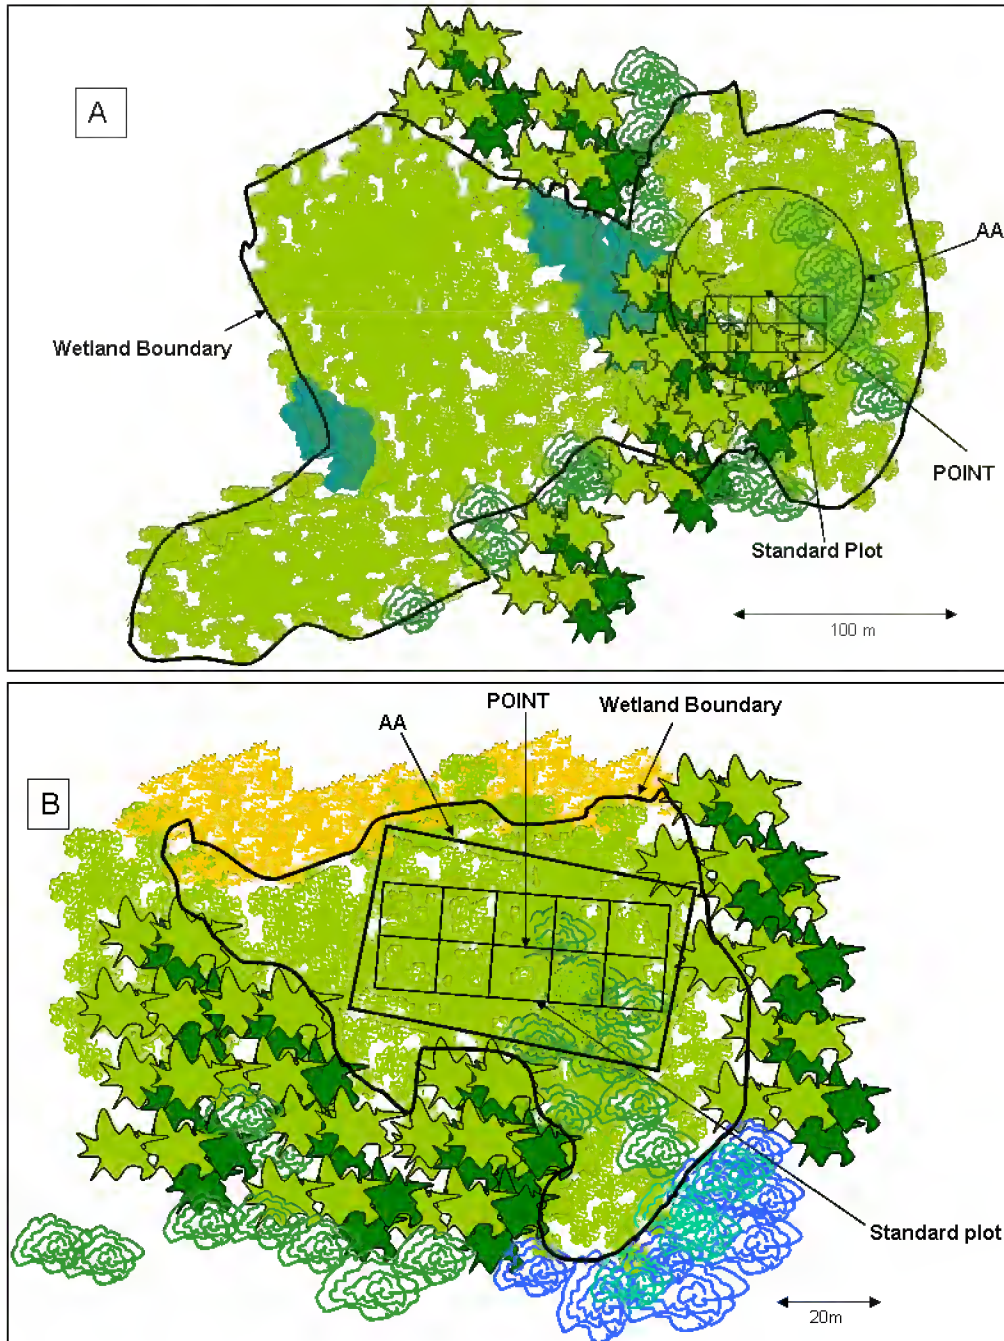 A
AA
Wetland Boundary
POINT
Standard Plot
100 m
POINT
Wetland Boundary
AA
B
Standard plot
20m